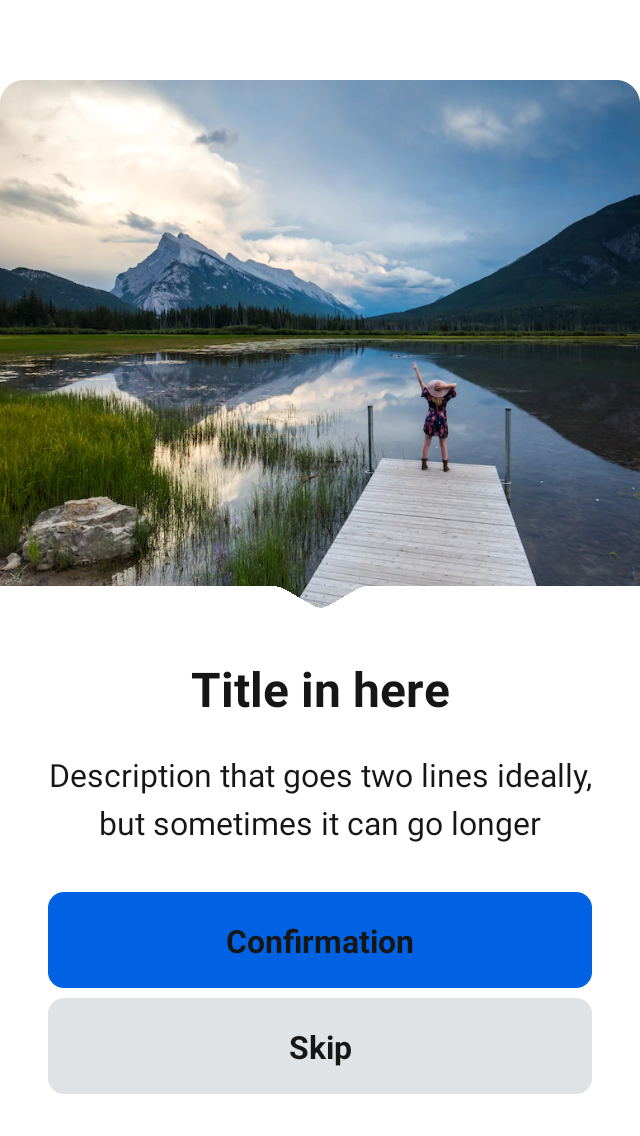 Title in here
Description that goes two lines ideally,
but sometimes it can go longer
Confirmation
Skip